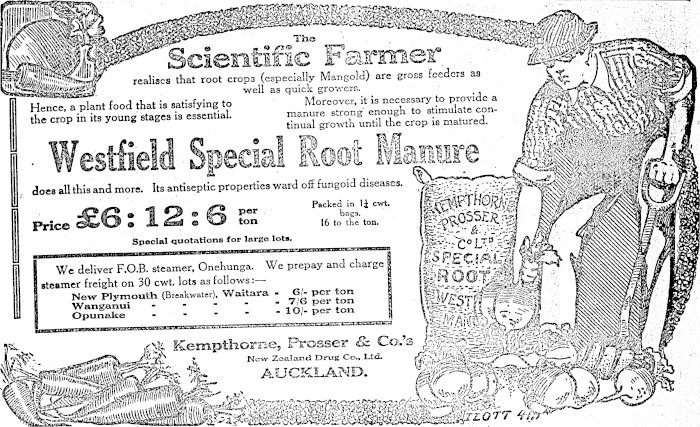 The
Scientific Farmer
realises that root crops (especially Mangold) are gross feeders as
well as quick growers.
Hence, a plant food that is satisfying to
the crop in its young stages is essential.
Moreover, it is necessary to provide a
manure strong enough to stimulate con-
tinual growth until the crop is matured.
Westfield Special Root Manure
does all this and more. Its antiseptic properties ward off fungoid diseases.
Price £6:12:6 per
ton
Packed in 1¼ cwt.
bags.
16 to the ton.
Special quotations for large lots.
We deliver F.O.B. steamer, Onehunga. We prepay and charge
steamer freight on 30 cwt. lots as follows:—
New Plymouth (Breakwater), Waitara - 6/- per ton
Wanganui - - - - - 7/6 per ton
Opunake - - - - - 10/- per ton
Kempthorne, Prosser & Co.'s
New Zealand Drug Co., Ltd.
AUCKLAND.
KEMPTHORN
PROSSER
&
Co LTD
SPECIAL
ROOT
WEST
MANU